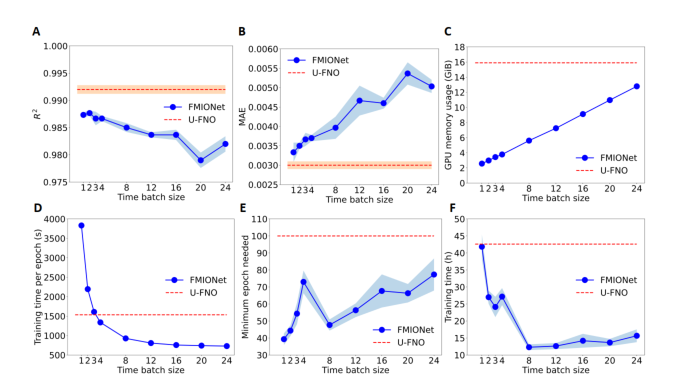 A
1.000
0.995
0.990
0.985
0.980
0.975
R²
FMIONet
U-FNO
1 2 3 4 8 12 16 20 24
Time batch size
B
0.0060
0.0055
0.0050
0.0045
0.0040
0.0035
0.0030
0.0025
MAE
FMIONet
U-FNO
1 2 3 4 8 12 16 20 24
Time batch size
C
18
16
14
12
10
8
6
4
2
0
GPU memory usage (GiB)
FMIONet
U-FNO
1 2 3 4 8 12 16 20 24
Time batch size
D
4000
3500
3000
2500
2000
1500
1000
500
Training time per epoch (s)
FMIONet
U-FNO
1 2 3 4 8 12 16 20 24
Time batch size
E
110
100
90
80
70
60
50
40
30
Minimum epoch needed
FMIONet
U-FNO
1 2 3 4 8 12 16 20 24
Time batch size
F
50
45
40
35
30
25
20
15
10
Training time (h)
FMIONet
U-FNO
1 2 3 4 8 12 16 20 24
Time batch size